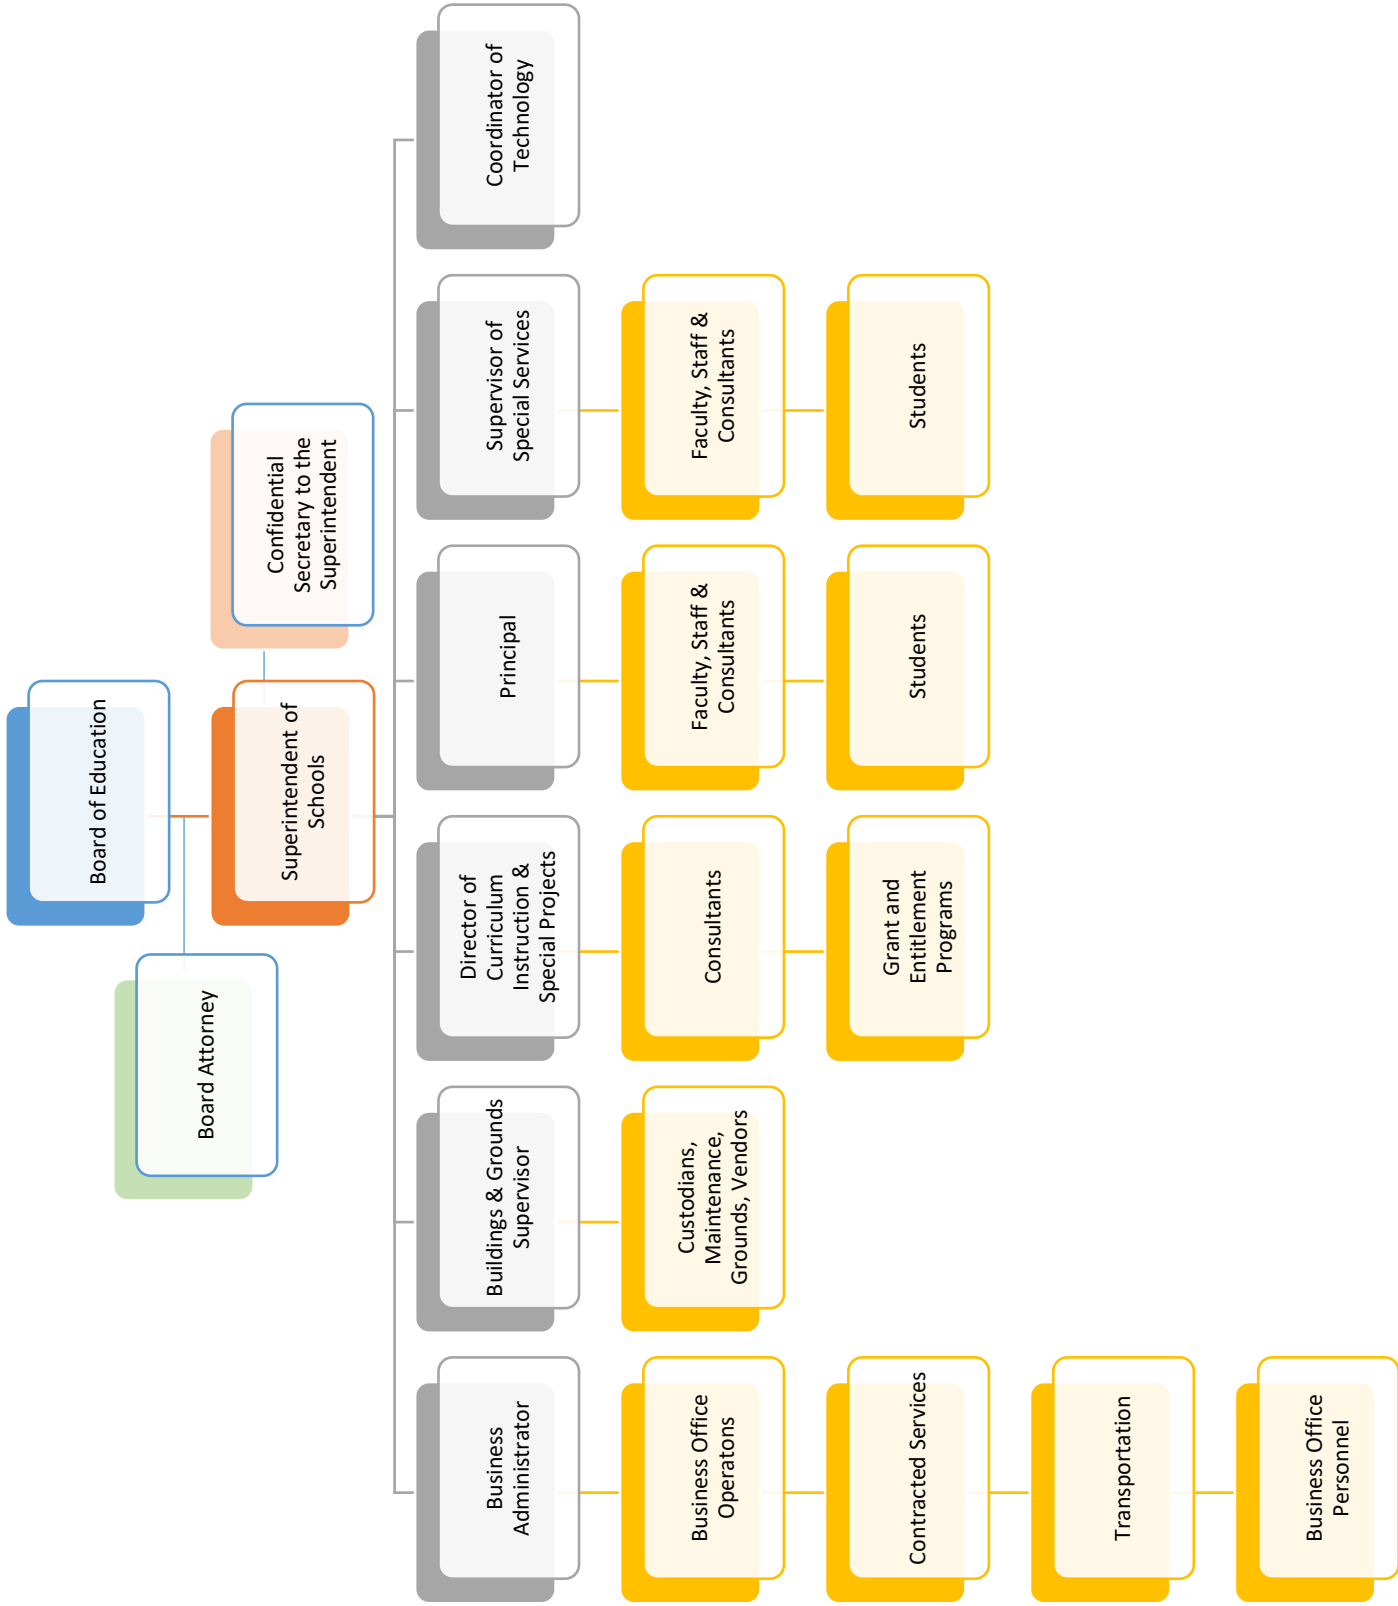 Board of Education
Board Attorney
Superintendent of
Schools
Confidential
Secretary to the
Superintendent
Business
Administrator
Buildings & Grounds
Supervisor
Director of
Curriculum
Instruction &
Special Projects
Principal
Supervisor of
Special Services
Coordinator of
Technology
Business Office
Operatons
Custodians,
Maintenance,
Grounds, Vendors
Consultants
Faculty, Staff &
Consultants
Faculty, Staff &
Consultants
Contracted Services
Grant and
Entitlement
Programs
Students
Students
Transportation
Business Office
Personnel